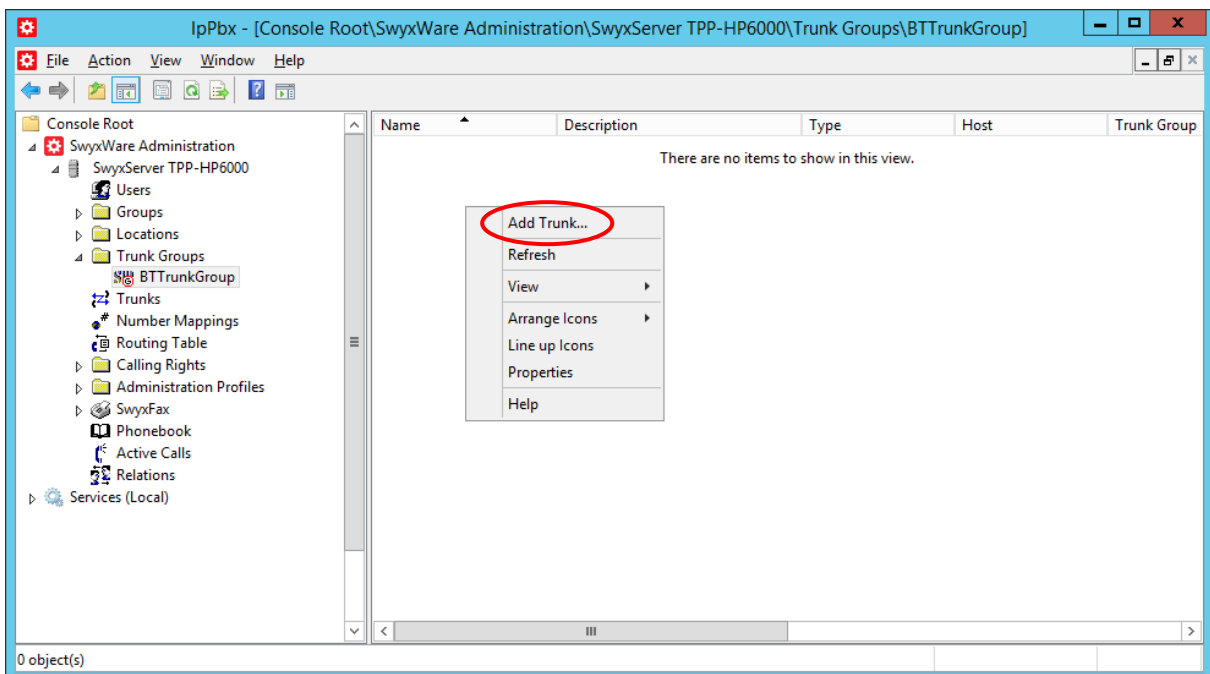 IpPbx - [Console Root\SwyxWare Administration\SwyxServer TPP-HP6000\Trunk Groups\BTTrunkGroup]
File Action View Window Help
Console Root
SwyxWare Administration
SwyxServer TPP-HP6000
Users
Groups
Locations
Trunk Groups
BTTrunkGroup
Trunks
Number Mappings
Routing Table
Calling Rights
Administration Profiles
SwyxFax
Phonebook
Active Calls
Relations
Services (Local)
Name Description Type Host Trunk Group
There are no items to show in this view.
Add Trunk...
Refresh
View
Arrange Icons
Line up Icons
Properties
Help
0 object(s)